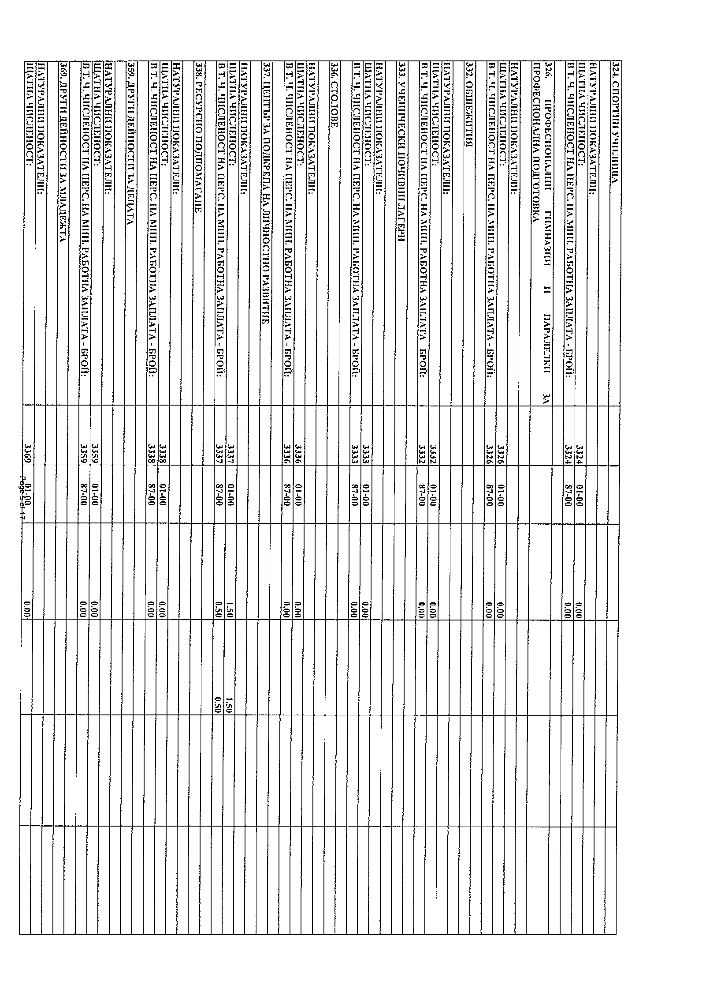 324. СПОРТНИ УЧИЛИЩА
НАТУРАЛНИ ПОКАЗАТЕЛИ:
ЩАТНА ЧИСЛЕНОСТ: 3324 01-00 0.00
В Т. Ч. ЧИСЛЕНОСТ НА ПЕРС. НА МИН. РАБОТНА ЗАПЛАТА - БРОЙ: 3324 87-00 0.00
326. ПРОФЕСИОНАЛНИ ГИМНАЗИИ И ПАРАЛЕЛКИ ЗА
ПРОФЕСИОНАЛНА ПОДГОТОВКА
НАТУРАЛНИ ПОКАЗАТЕЛИ:
ЩАТНА ЧИСЛЕНОСТ: 3326 01-00 0.00
В Т. Ч. ЧИСЛЕНОСТ НА ПЕРС. НА МИН. РАБОТНА ЗАПЛАТА - БРОЙ: 3326 87-00 0.00
332. ОБЩЕЖИТИЯ
НАТУРАЛНИ ПОКАЗАТЕЛИ:
ЩАТНА ЧИСЛЕНОСТ: 3332 01-00 0.00
В Т. Ч. ЧИСЛЕНОСТ НА ПЕРС. НА МИН. РАБОТНА ЗАПЛАТА - БРОЙ: 3332 87-00 0.00
333. УЧЕНИЧЕСКИ ПОЧИВНИ ЛАГЕРИ
НАТУРАЛНИ ПОКАЗАТЕЛИ:
ЩАТНА ЧИСЛЕНОСТ: 3333 01-00 0.00
В Т. Ч. ЧИСЛЕНОСТ НА ПЕРС. НА МИН. РАБОТНА ЗАПЛАТА - БРОЙ: 3333 87-00 0.00
336. СТОЛОВЕ
НАТУРАЛНИ ПОКАЗАТЕЛИ:
ЩАТНА ЧИСЛЕНОСТ: 3336 01-00 0.00
В Т. Ч. ЧИСЛЕНОСТ НА ПЕРС. НА МИН. РАБОТНА ЗАПЛАТА - БРОЙ: 3336 87-00 0.00
337. ЦЕНТЪР ЗА ПОДКРЕПА НА ЛИЧНОСТНО РАЗВИТИЕ
НАТУРАЛНИ ПОКАЗАТЕЛИ:
ЩАТНА ЧИСЛЕНОСТ: 3337 01-00 1.50 1.50
В Т. Ч. ЧИСЛЕНОСТ НА ПЕРС. НА МИН. РАБОТНА ЗАПЛАТА - БРОЙ: 3337 87-00 0.50 0.50
338. РЕСУРСНО ПОДПОМАГАНЕ
НАТУРАЛНИ ПОКАЗАТЕЛИ:
ЩАТНА ЧИСЛЕНОСТ: 3338 01-00 0.00
В Т. Ч. ЧИСЛЕНОСТ НА ПЕРС. НА МИН. РАБОТНА ЗАПЛАТА - БРОЙ: 3338 87-00 0.00
359. ДРУГИ ДЕЙНОСТИ ЗА ДЕЦАТА
НАТУРАЛНИ ПОКАЗАТЕЛИ:
ЩАТНА ЧИСЛЕНОСТ: 3359 01-00 0.00
В Т. Ч. ЧИСЛЕНОСТ НА ПЕРС. НА МИН. РАБОТНА ЗАПЛАТА - БРОЙ: 3359 87-00 0.00
369. ДРУГИ ДЕЙНОСТИ ЗА МЛАДЕЖТА
НАТУРАЛНИ ПОКАЗАТЕЛИ:
ЩАТНА ЧИСЛЕНОСТ: 3369 01-00 0.00
Page 5 of 17